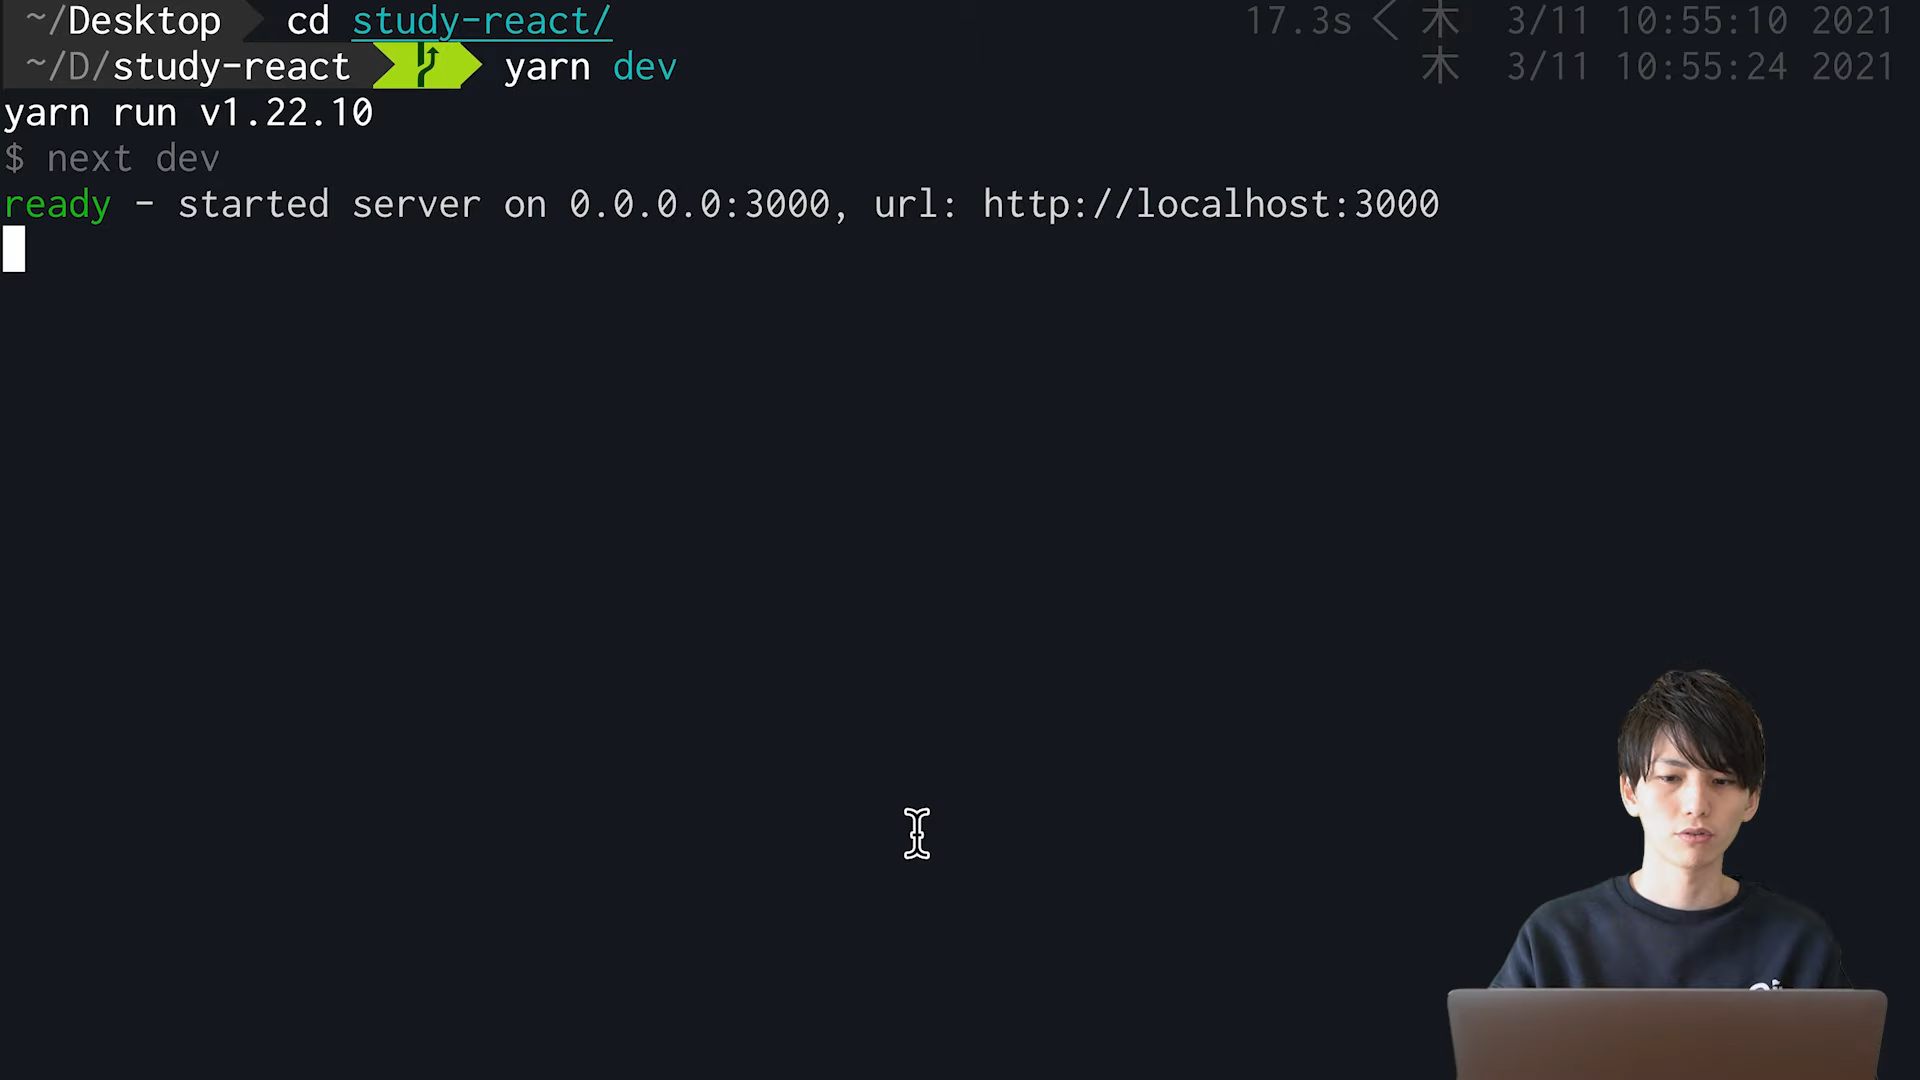 ~/Desktop cd study-react/ 17.3s < 木 3/11 10:55:10 2021
~/D/study-react yarn dev 木 3/11 10:55:24 2021
yarn run v1.22.10
$ next dev
ready - started server on 0.0.0.0:3000, url: http://localhost:3000